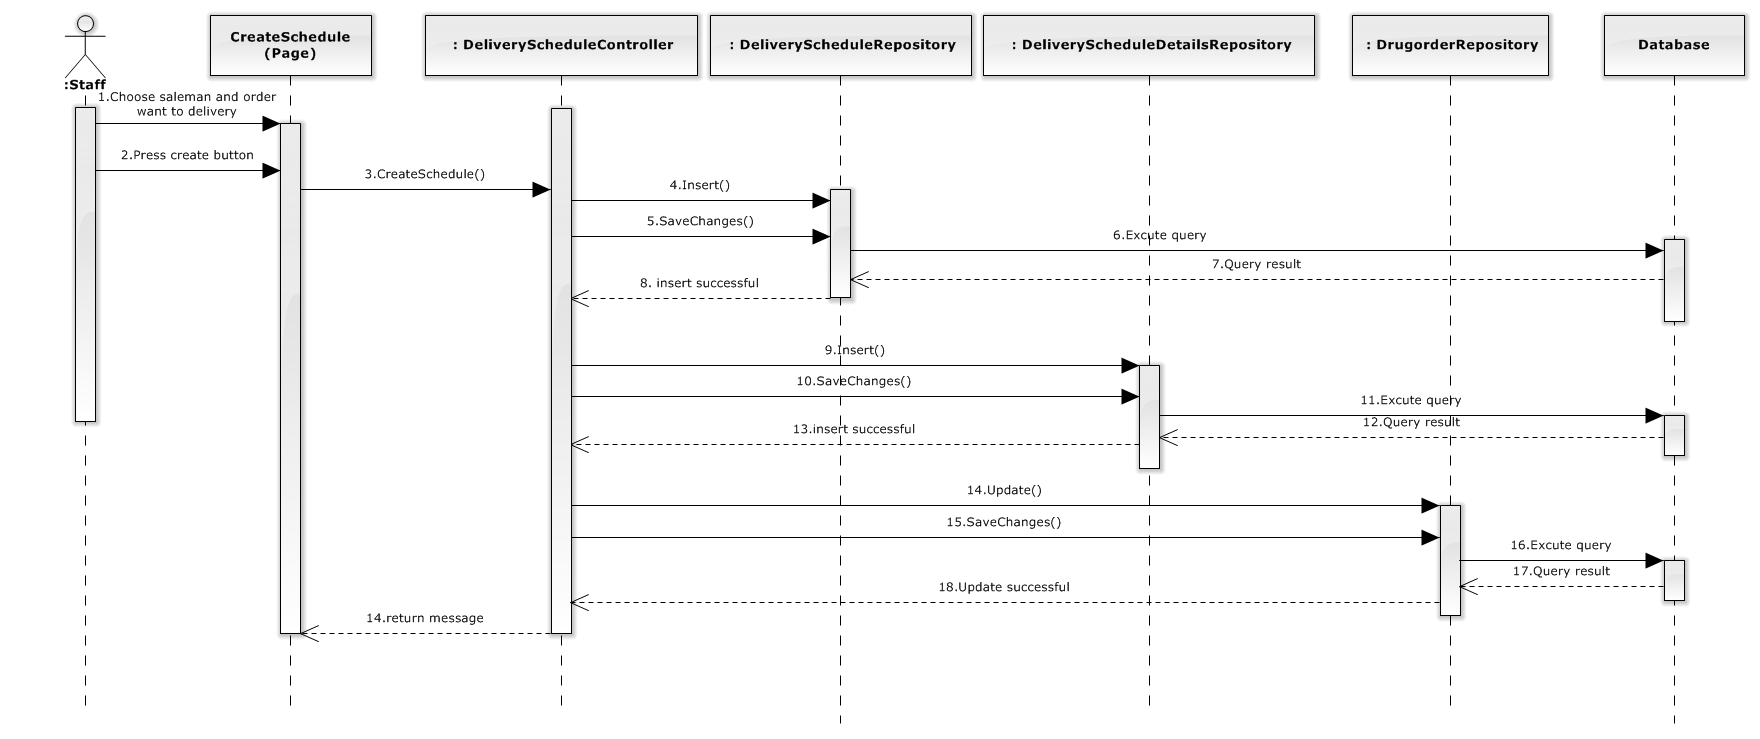 CreateSchedule
(Page)
: DeliveryScheduleController
: DeliveryScheduleRepository
: DeliveryScheduleDetailsRepository
: DrugorderRepository
Database
:Staff
1.Choose saleman and order
want to delivery
2.Press create button
3.CreateSchedule()
4.Insert()
5.SaveChanges()
6.Excute query
7.Query result
8. insert successful
9.Insert()
10.SaveChanges()
11.Excute query
12.Query result
13.insert successful
14.Update()
15.SaveChanges()
16.Excute query
17.Query result
18.Update successful
14.return message